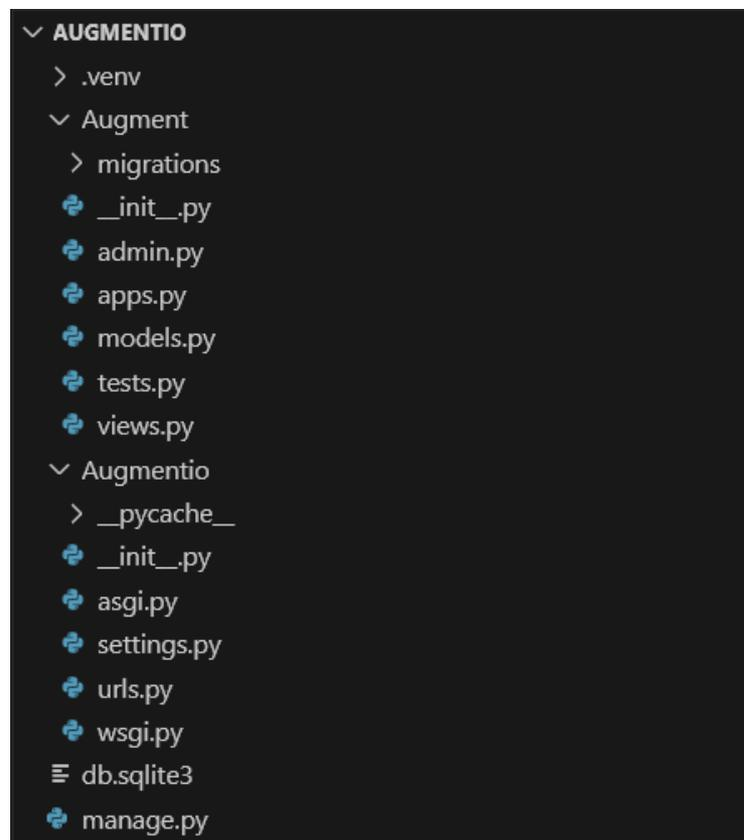 AUGMENTIO
.venv
Augment
migrations
__init__.py
admin.py
apps.py
models.py
tests.py
views.py
Augmentio
__pycache__
__init__.py
asgi.py
settings.py
urls.py
wsgi.py
db.sqlite3
manage.py